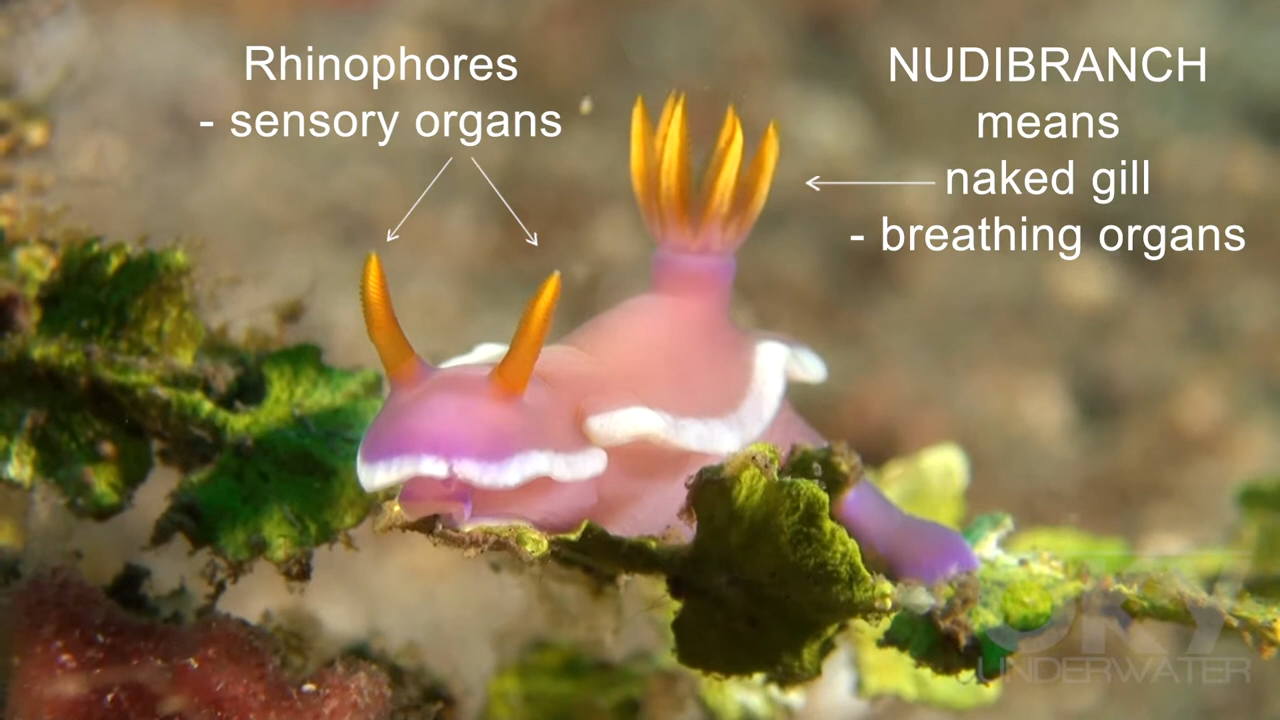 Rhinophores
- sensory organs
NUDIBRANCH
means
naked gill
- breathing organs
UNDERWATER